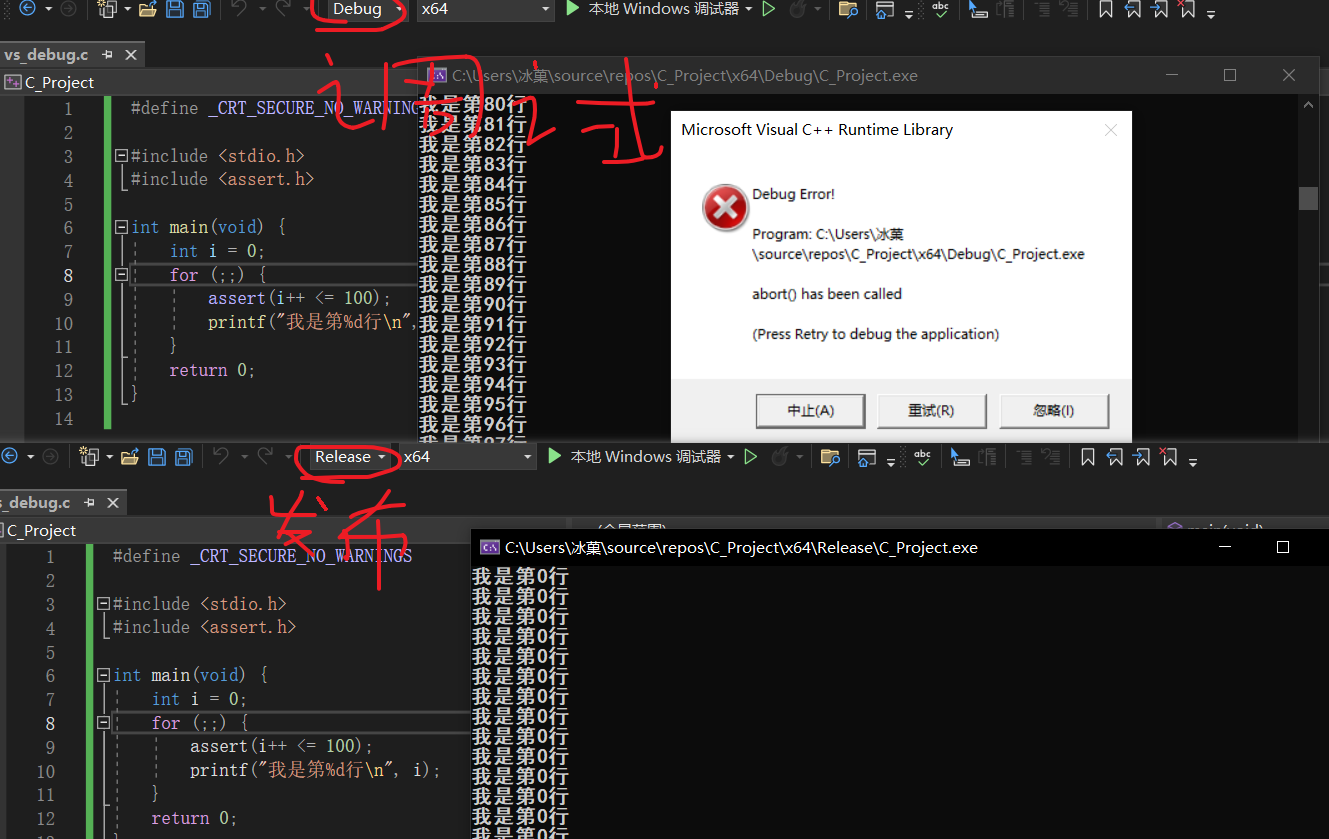 Debug x64 本地 Windows 调试器
vs_debug.c
C_Project
C:\Users\冰菓\source\repos\C_Project\x64\Debug\C_Project.exe
1 #define _CRT_SECURE_NO_WARNING
2
3 #include <stdio.h>
4 #include <assert.h>
5
6 int main(void) {
7 int i = 0;
8 for (;;) {
9 assert(i++ <= 100);
10 printf("我是第%d行\n",
11 }
12 return 0;
13 }
14
我是第80行
我是第81行
我是第82行
我是第83行
我是第84行
我是第85行
我是第86行
我是第87行
我是第88行
我是第89行
我是第90行
我是第91行
我是第92行
我是第93行
我是第94行
我是第95行
我是第96行
我是第97行
Microsoft Visual C++ Runtime Library
Debug Error!
Program: C:\Users\冰菓
\source\repos\C_Project\x64\Debug\C_Project.exe
abort() has been called
(Press Retry to debug the application)
中止(A) 重试(R) 忽略(I)
Release x64 本地 Windows 调试器
发布
s_debug.c
C_Project
C:\Users\冰菓\source\repos\C_Project\x64\Release\C_Project.exe
1 #define _CRT_SECURE_NO_WARNINGS
2
3 #include <stdio.h>
4 #include <assert.h>
5
6 int main(void) {
7 int i = 0;
8 for (;;) {
9 assert(i++ <= 100);
10 printf("我是第%d行\n", i);
11 }
12 return 0;
我是第0行
我是第0行
我是第0行
我是第0行
我是第0行
我是第0行
我是第0行
我是第0行
我是第0行
我是第0行
我是第0行
我是第0行
我是第0行
我是第0行